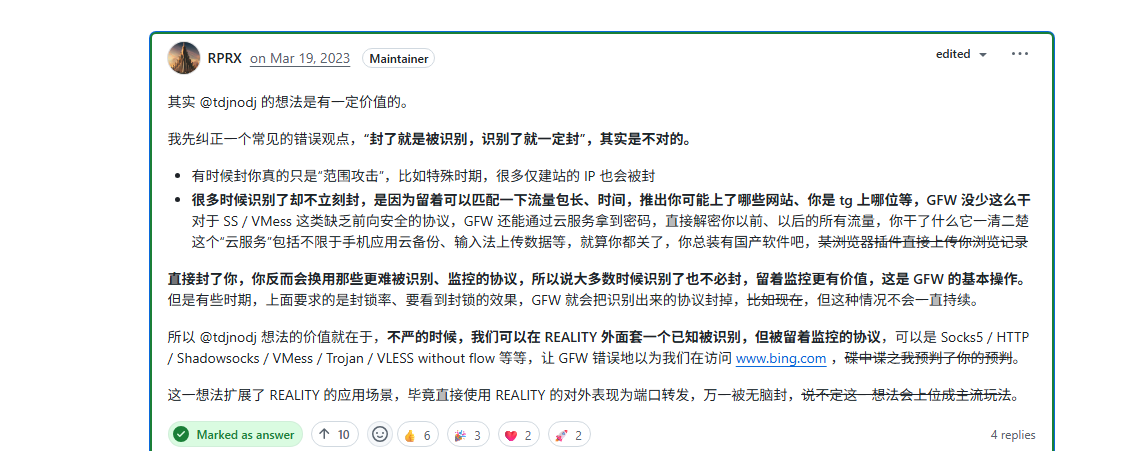 RPRX on Mar 19, 2023 Maintainer edited
其实 @tdjnodj 的想法是有一定价值的。
我先纠正一个常见的错误观点，“封了就是被识别，识别了就一定封”，其实是不对的。
有时候封你真的只是“范围攻击”，比如特殊时期，很多仅建站的 IP 也会被封
很多时候识别了却不立刻封，是因为留着可以匹配一下流量包长、时间，推出你可能上了哪些网站、你是 tg 上哪位等，GFW 没少这么干
对于 SS / VMess 这类缺乏前向安全的协议，GFW 还能通过云服务拿到密码，直接解密你以前、以后的所有流量，你干了什么它一清二楚
这个“云服务”包括不限于手机应用云备份、输入法上传数据等，就算你都关了，你总装有国产软件吧，某浏览器插件直接上传你浏览记录
直接封了你，你反而会换用那些更难被识别、监控的协议，所以说大多数时候识别了也不必封，留着监控更有价值，这是 GFW 的基本操作。
但是有些时期，上面要求的是封锁率、要看到封锁的效果，GFW 就会把识别出来的协议封掉，比如现在，但这种情况不会一直持续。
所以 @tdjnodj 想法的价值就在于，不严的时候，我们可以在 REALITY 外面套一个已知被识别，但被留着监控的协议，可以是 Socks5 / HTTP
/ Shadowsocks / VMess / Trojan / VLESS without flow 等等，让 GFW 错误地以为我们在访问 www.bing.com ，碟中谍之我预判了你的预判。
这一想法扩展了 REALITY 的应用场景，毕竟直接使用 REALITY 的对外表现为端口转发，万一被无脑封，说不定这一想法会上位成主流玩法。
Marked as answer 10 6 3 2 2 4 replies